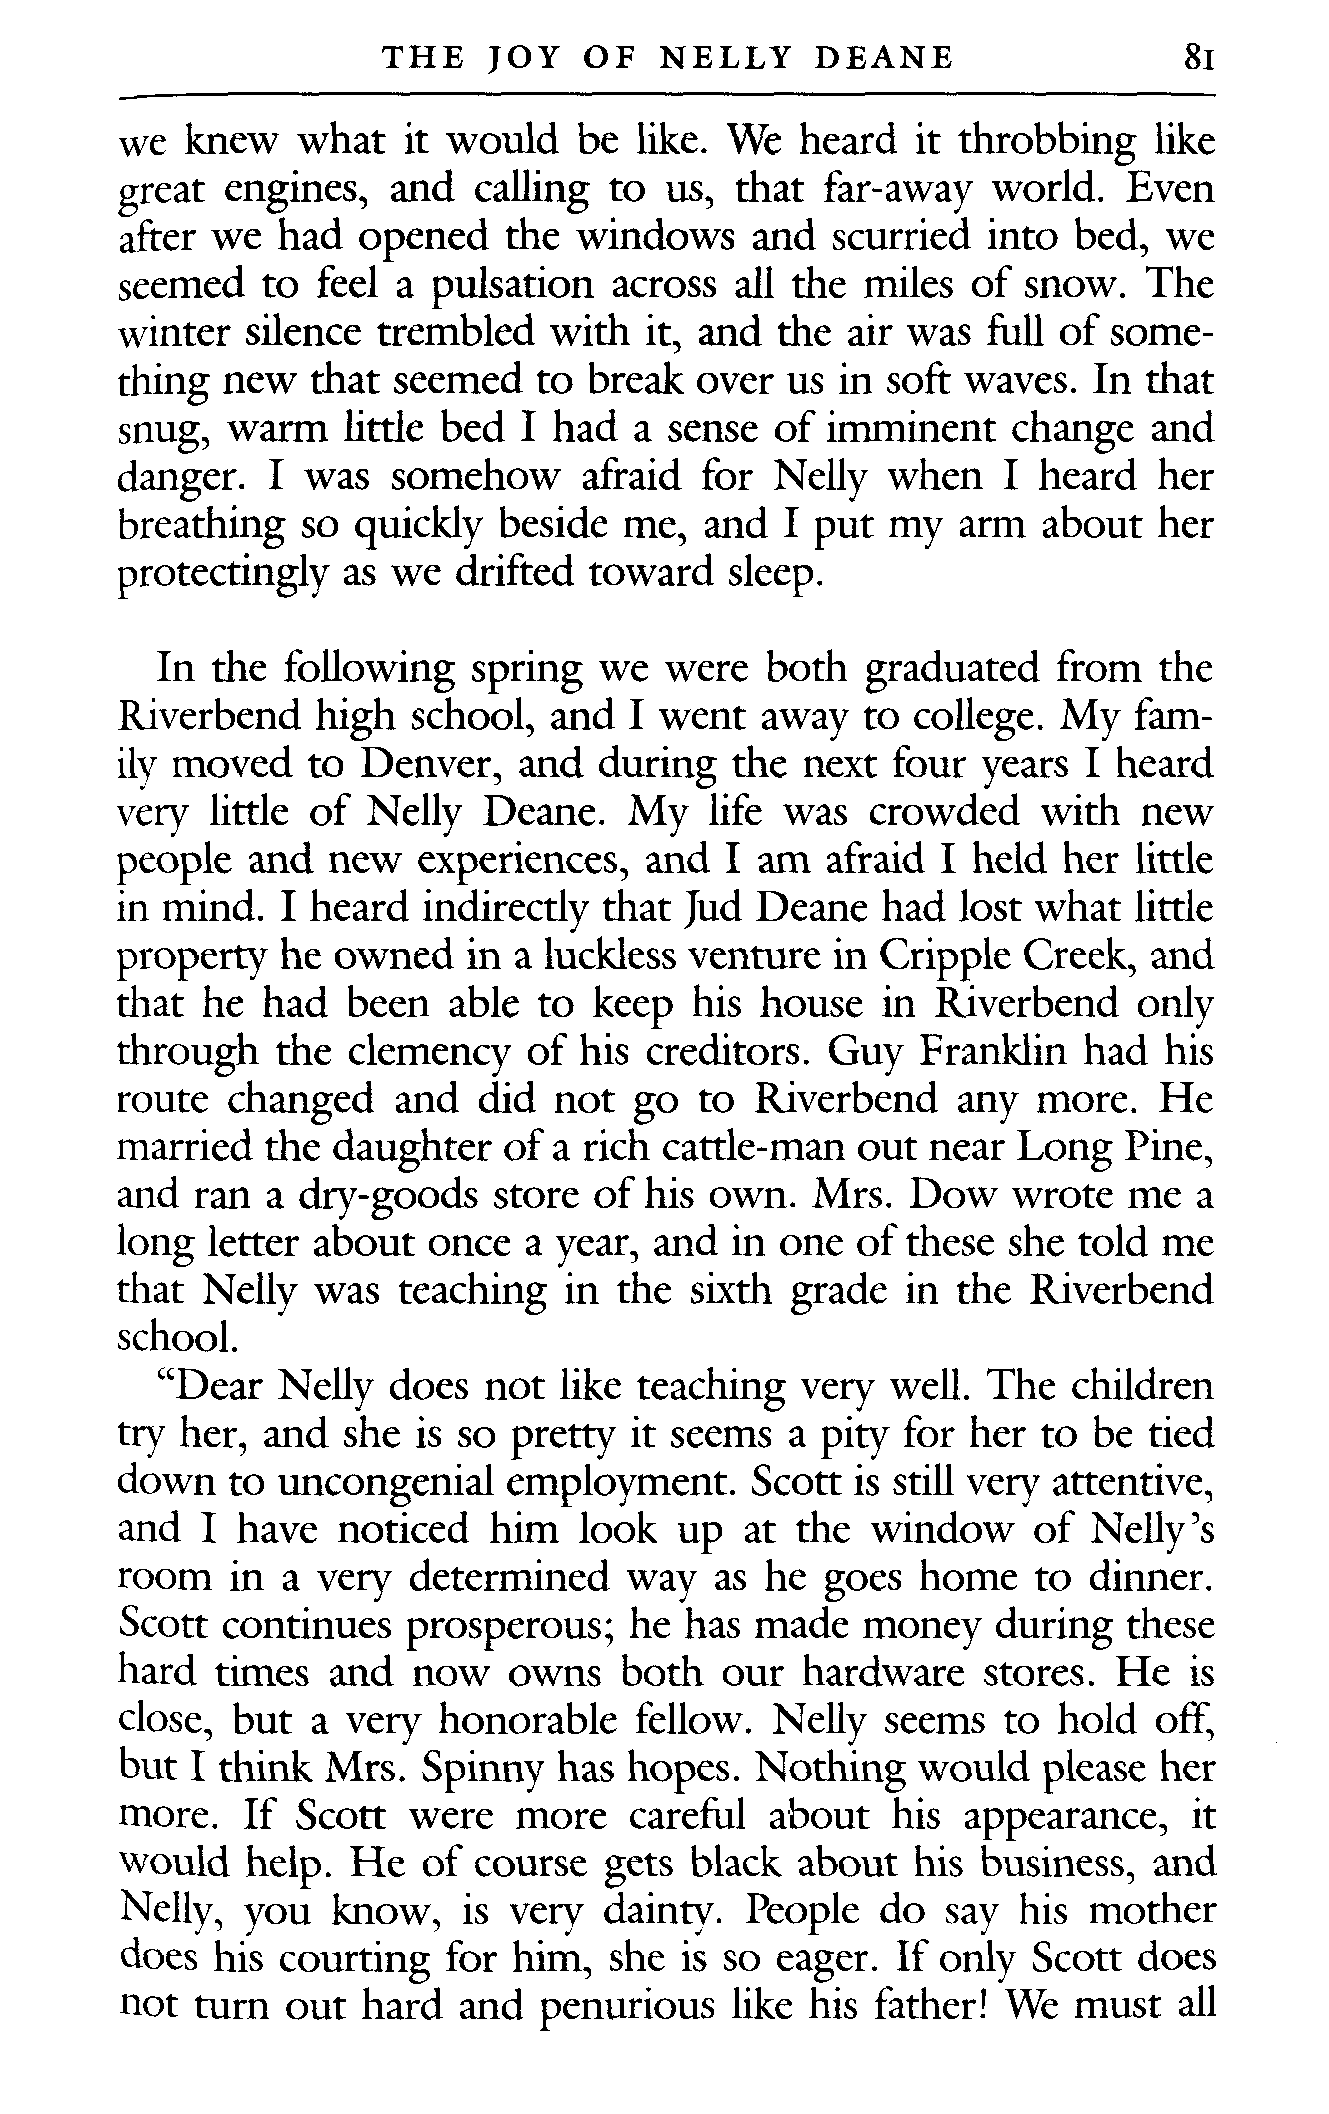 THE JOY OF NELLY DEANE 81
we knew what it would be like. We heard it throbbing like
great engines, and calling to us, that far-away world. Even
after we had opened the windows and scurried into bed, we
seemed to feel a pulsation across all the miles of snow. The
winter silence trembled with it, and the air was full of some-
thing new that seemed to break over us in soft waves. In that
snug, warm little bed I had a sense of imminent change and
danger. I was somehow afraid for Nelly when I heard her
breathing so quickly beside me, and I put my arm about her
protectingly as we drifted toward sleep.
In the following spring we were both graduated from the
Riverbend high school, and I went away to college. My fam-
ily moved to Denver, and during the next four years I heard
very little of Nelly Deane. My life was crowded with new
people and new experiences, and I am afraid I held her little
in mind. I heard indirectly that Jud Deane had lost what little
property he owned in a luckless venture in Cripple Creek, and
that he had been able to keep his house in Riverbend only
through the clemency of his creditors. Guy Franklin had his
route changed and did not go to Riverbend any more. He
married the daughter of a rich cattle-man out near Long Pine,
and ran a dry-goods store of his own. Mrs. Dow wrote me a
long letter about once a year, and in one of these she told me
that Nelly was teaching in the sixth grade in the Riverbend
school.
“Dear Nelly does not like teaching very well. The children
try her, and she is so pretty it seems a pity for her to be tied
down to uncongenial employment. Scott is still very attentive,
and I have noticed him look up at the window of Nelly’s
room in a very determined way as he goes home to dinner.
Scott continues prosperous; he has made money during these
hard times and now owns both our hardware stores. He is
close, but a very honorable fellow. Nelly seems to hold off,
but I think Mrs. Spinny has hopes. Nothing would please her
more. If Scott were more careful about his appearance, it
would help. He of course gets black about his business, and
Nelly, you know, is very dainty. People do say his mother
does his courting for him, she is so eager. If only Scott does
not turn out hard and penurious like his father! We must all